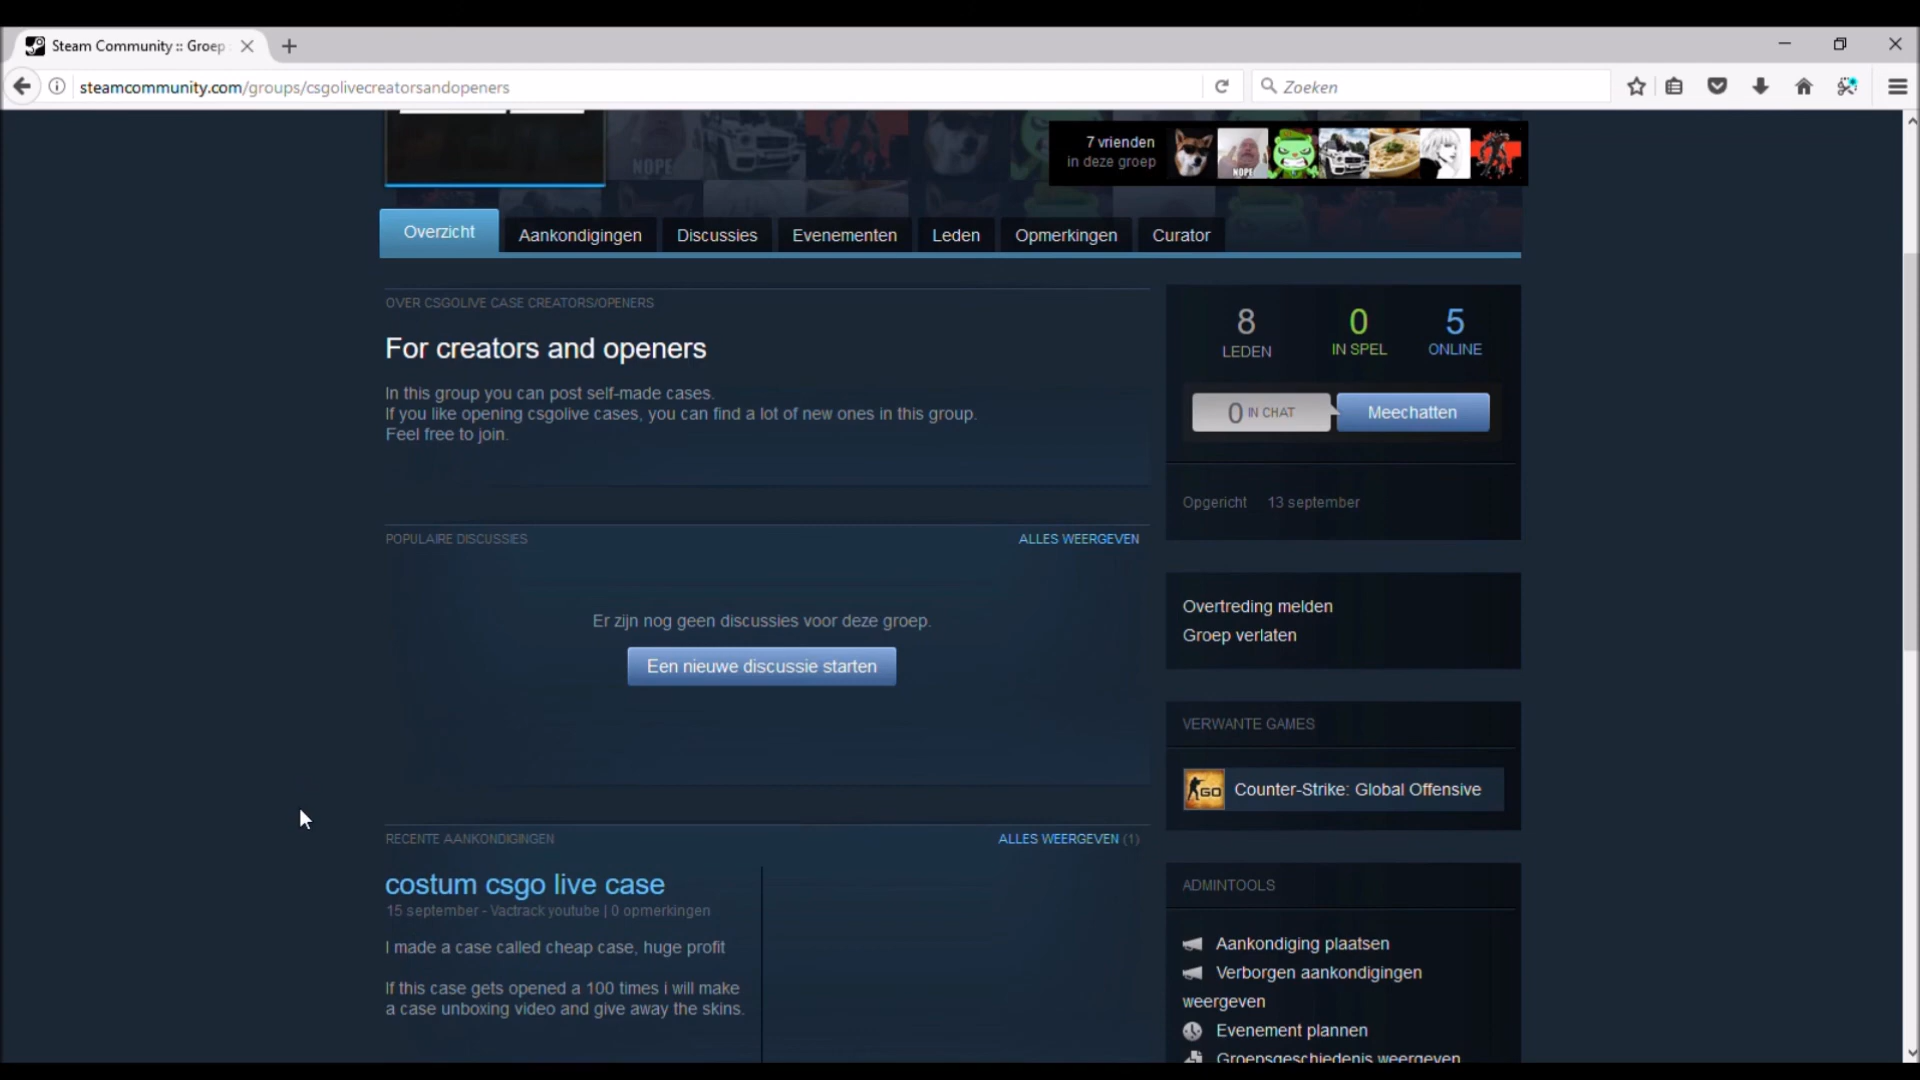 Steam Community :: Groep
steamcommunity.com/groups/csgolivecreatorsandopeners
Zoeken
7 vrienden
in deze groep
NOPE
NOPE
Overzicht
Aankondigingen
Discussies
Evenementen
Leden
Opmerkingen
Curator
OVER CSGOLIVE CASE CREATORS/OPENERS
For creators and openers
In this group you can post self-made cases.
If you like opening csgolive cases, you can find a lot of new ones in this group.
Feel free to join.
8
LEDEN
0
IN SPEL
5
ONLINE
0 IN CHAT
Meechatten
Opgericht 13 september
POPULAIRE DISCUSSIES
ALLES WEERGEVEN
Er zijn nog geen discussies voor deze groep.
Een nieuwe discussie starten
Overtreding melden
Groep verlaten
VERWANTE GAMES
GO
Counter-Strike: Global Offensive
RECENTE AANKONDIGINGEN
ALLES WEERGEVEN (1)
costum csgo live case
15 september - Vactrack youtube | 0 opmerkingen
I made a case called cheap case, huge profit
If this case gets opened a 100 times i will make
a case unboxing video and give away the skins.
ADMINTOOLS
Aankondiging plaatsen
Verborgen aankondigingen
weergeven
Evenement plannen
Groepsgeschiedenis weergeven